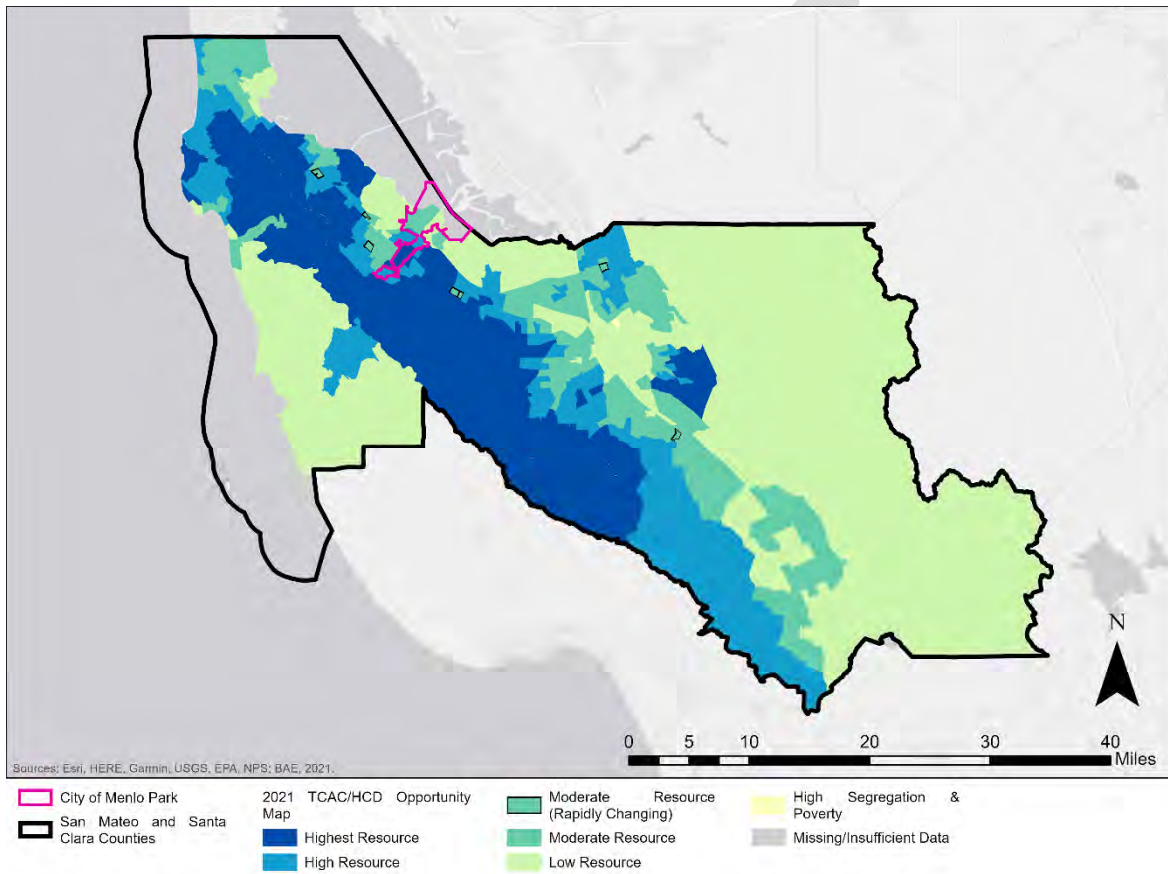 N
0 5 10 20 30 40
Miles
Sources: Esri, HERE, Garmin, USGS, EPA, NPS; BAE, 2021.
City of Menlo Park
San Mateo and Santa
Clara Counties
2021 TCAC/HCD Opportunity
Map
Highest Resource
High Resource
Moderate Resource
(Rapidly Changing)
Moderate Resource
Low Resource
High Segregation &
Poverty
Missing/Insufficient Data